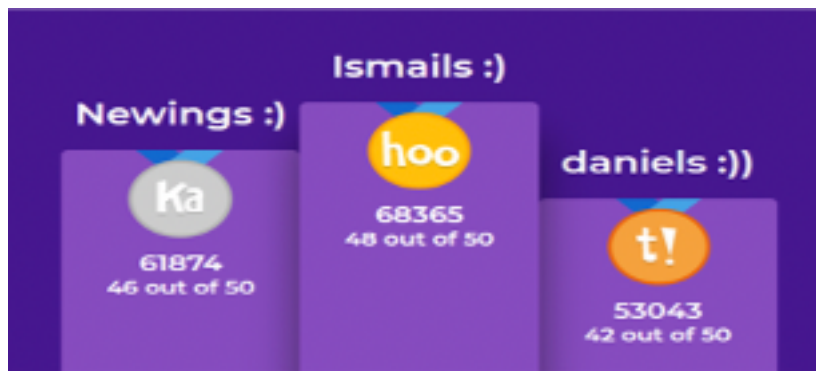 Ismails :)
Newings :)
hoo
daniels :))
Ka
68365
48 out of 50
t!
61874
46 out of 50
53043
42 out of 50